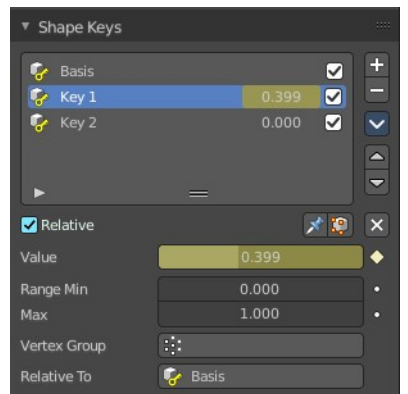 Shape Keys
Basis
Key 1 0.399
Key 2 0.000
Relative
Value 0.399
Range Min 0.000
Max 1.000
Vertex Group
Relative To Basis